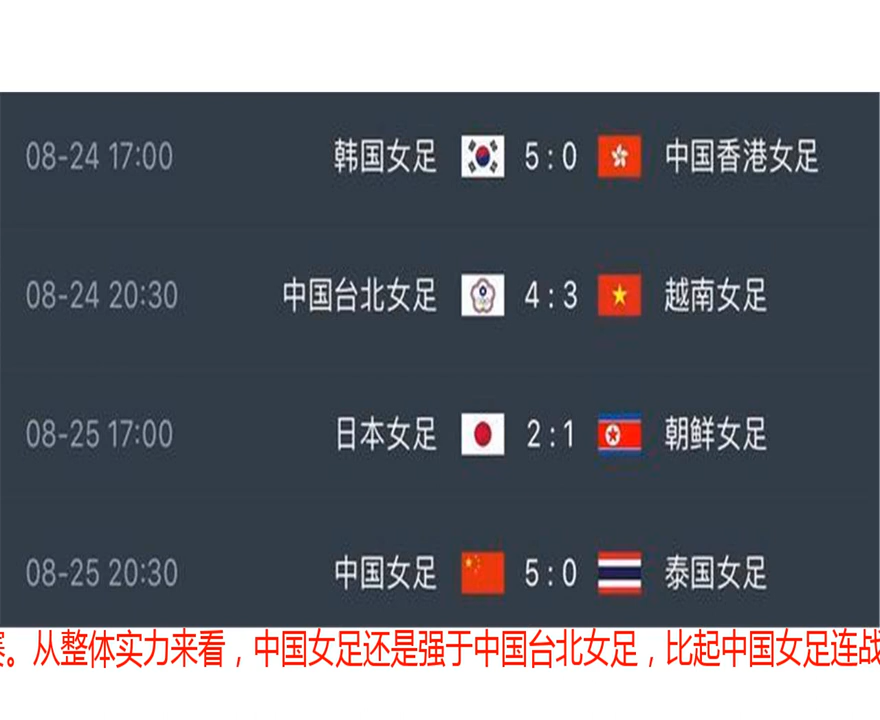 08-24 17:00 韩国女足 5:0 中国香港女足
08-24 20:30 中国台北女足 4:3 越南女足
08-25 17:00 日本女足 2:1 朝鲜女足
08-25 20:30 中国女足 5:0 泰国女足
。从整体实力来看，中国女足还是强于中国台北女足，比起中国女足连战